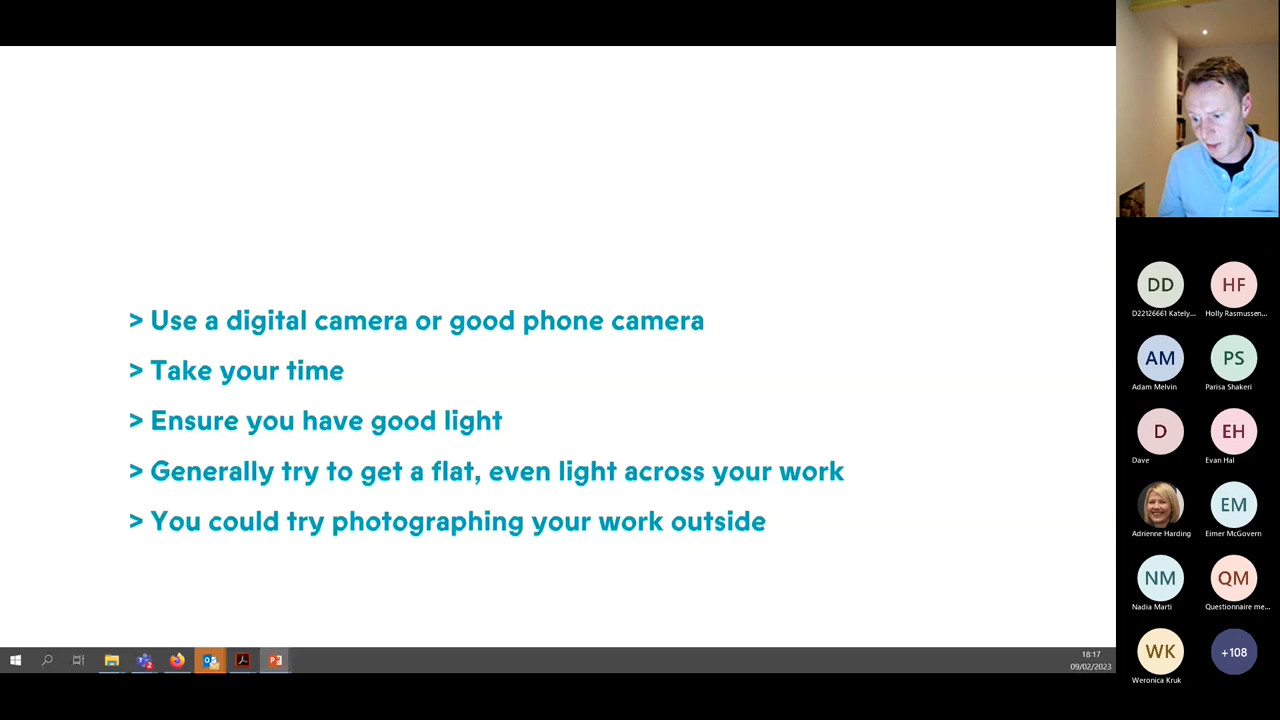 > Use a digital camera or good phone camera
> Take your time
> Ensure you have good light
> Generally try to get a flat, even light across your work
> You could try photographing your work outside
18:17
09/02/2023
DD
HF
D22126661 Kately...
Holly Rasmussen...
AM
PS
Adam Melvin
Parisa Shakeri
D
EH
Dave
Evan Hal
EM
Adrienne Harding
Eimer McGovern
NM
QM
Nadia Marti
Questionnaire me...
WK
+108
Weronica Kruk